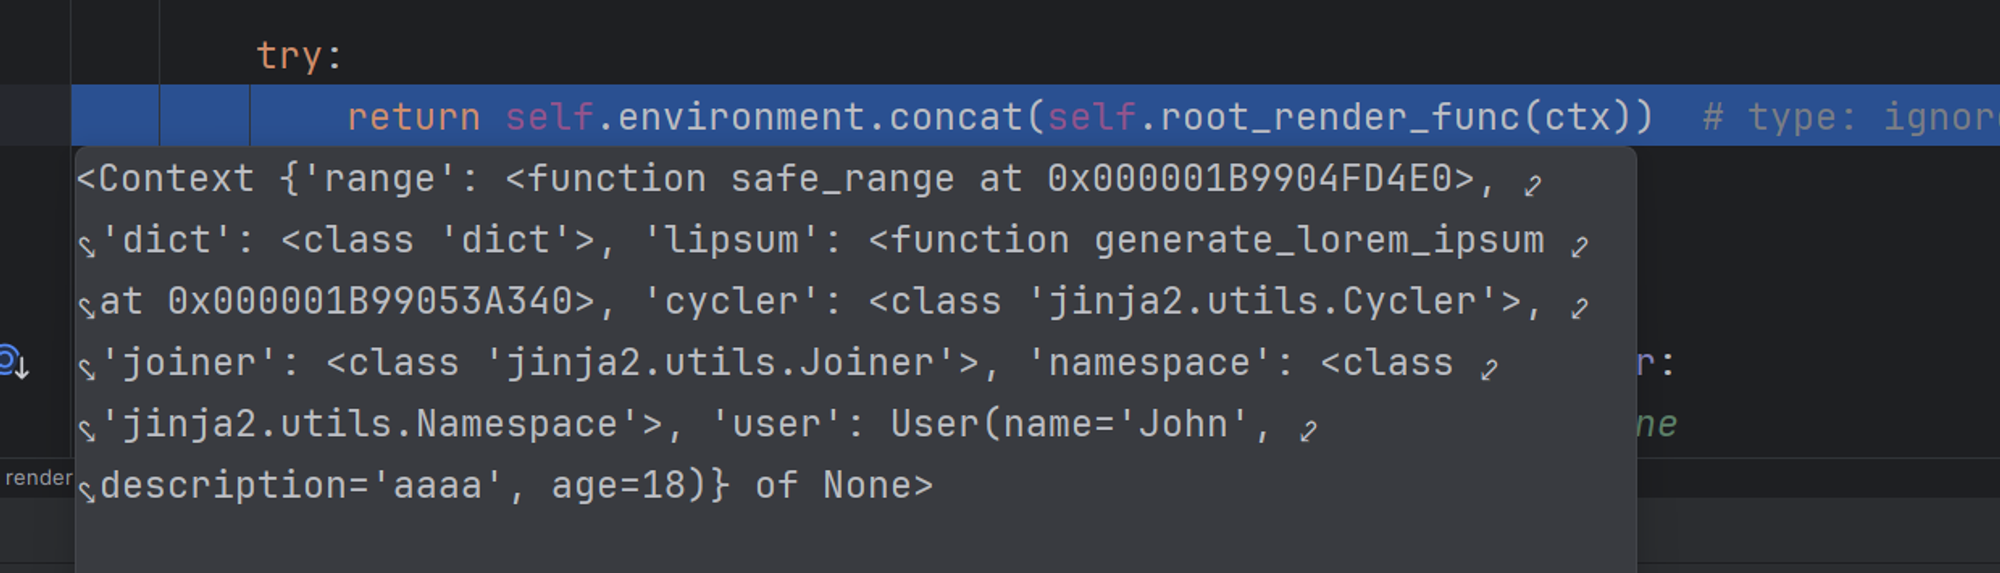 try:
return self.environment.concat(self.root_render_func(ctx))  # type: ignore
<Context {'range': <function safe_range at 0x000001B9904FD4E0>,
'dict': <class 'dict'>, 'lipsum': <function generate_lorem_ipsum
at 0x000001B99053A340>, 'cycler': <class 'jinja2.utils.Cycler'>,
'joiner': <class 'jinja2.utils.Joiner'>, 'namespace': <class
r:
'jinja2.utils.Namespace'>, 'user': User(name='John',
ne
description='aaaa', age=18)} of None>
render